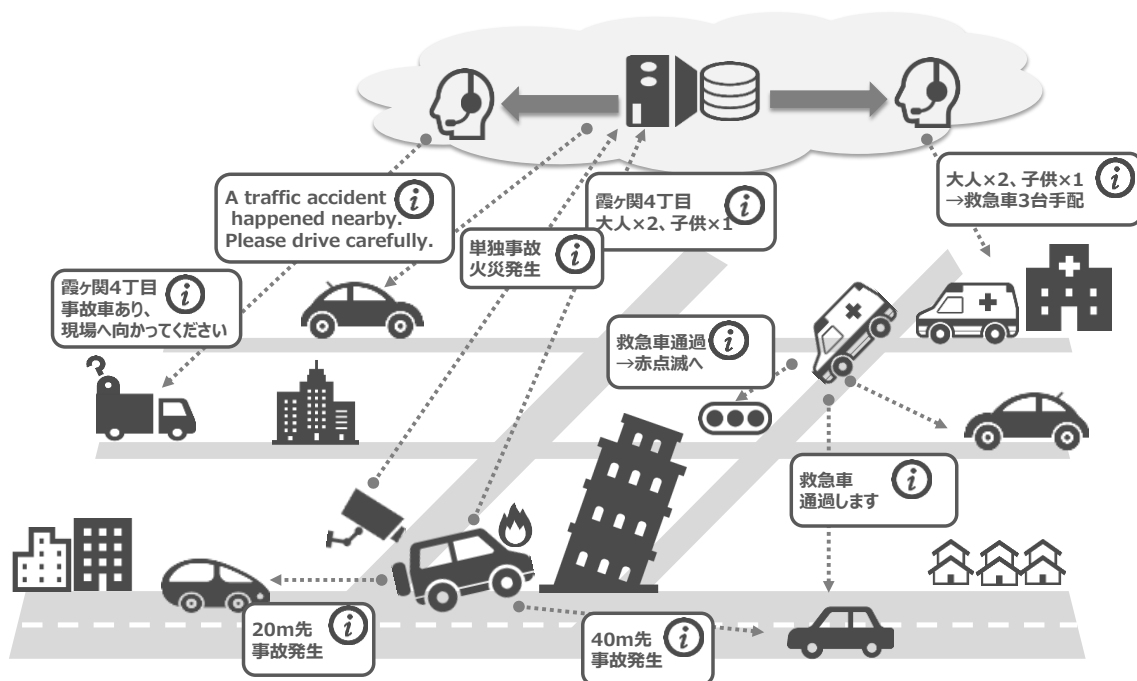 A traffic accident
happened nearby.
Please drive carefully.
i
霞ヶ関4丁目
大人×2、子供×1
i
大人×2、子供×1
→救急車3台手配
i
単独事故
火災発生
i
霞ヶ関4丁目
事故車あり、
現場へ向かってください
i
救急車通過
→赤点滅へ
i
救急車
通過します
i
20m先
事故発生
i
40m先
事故発生
i